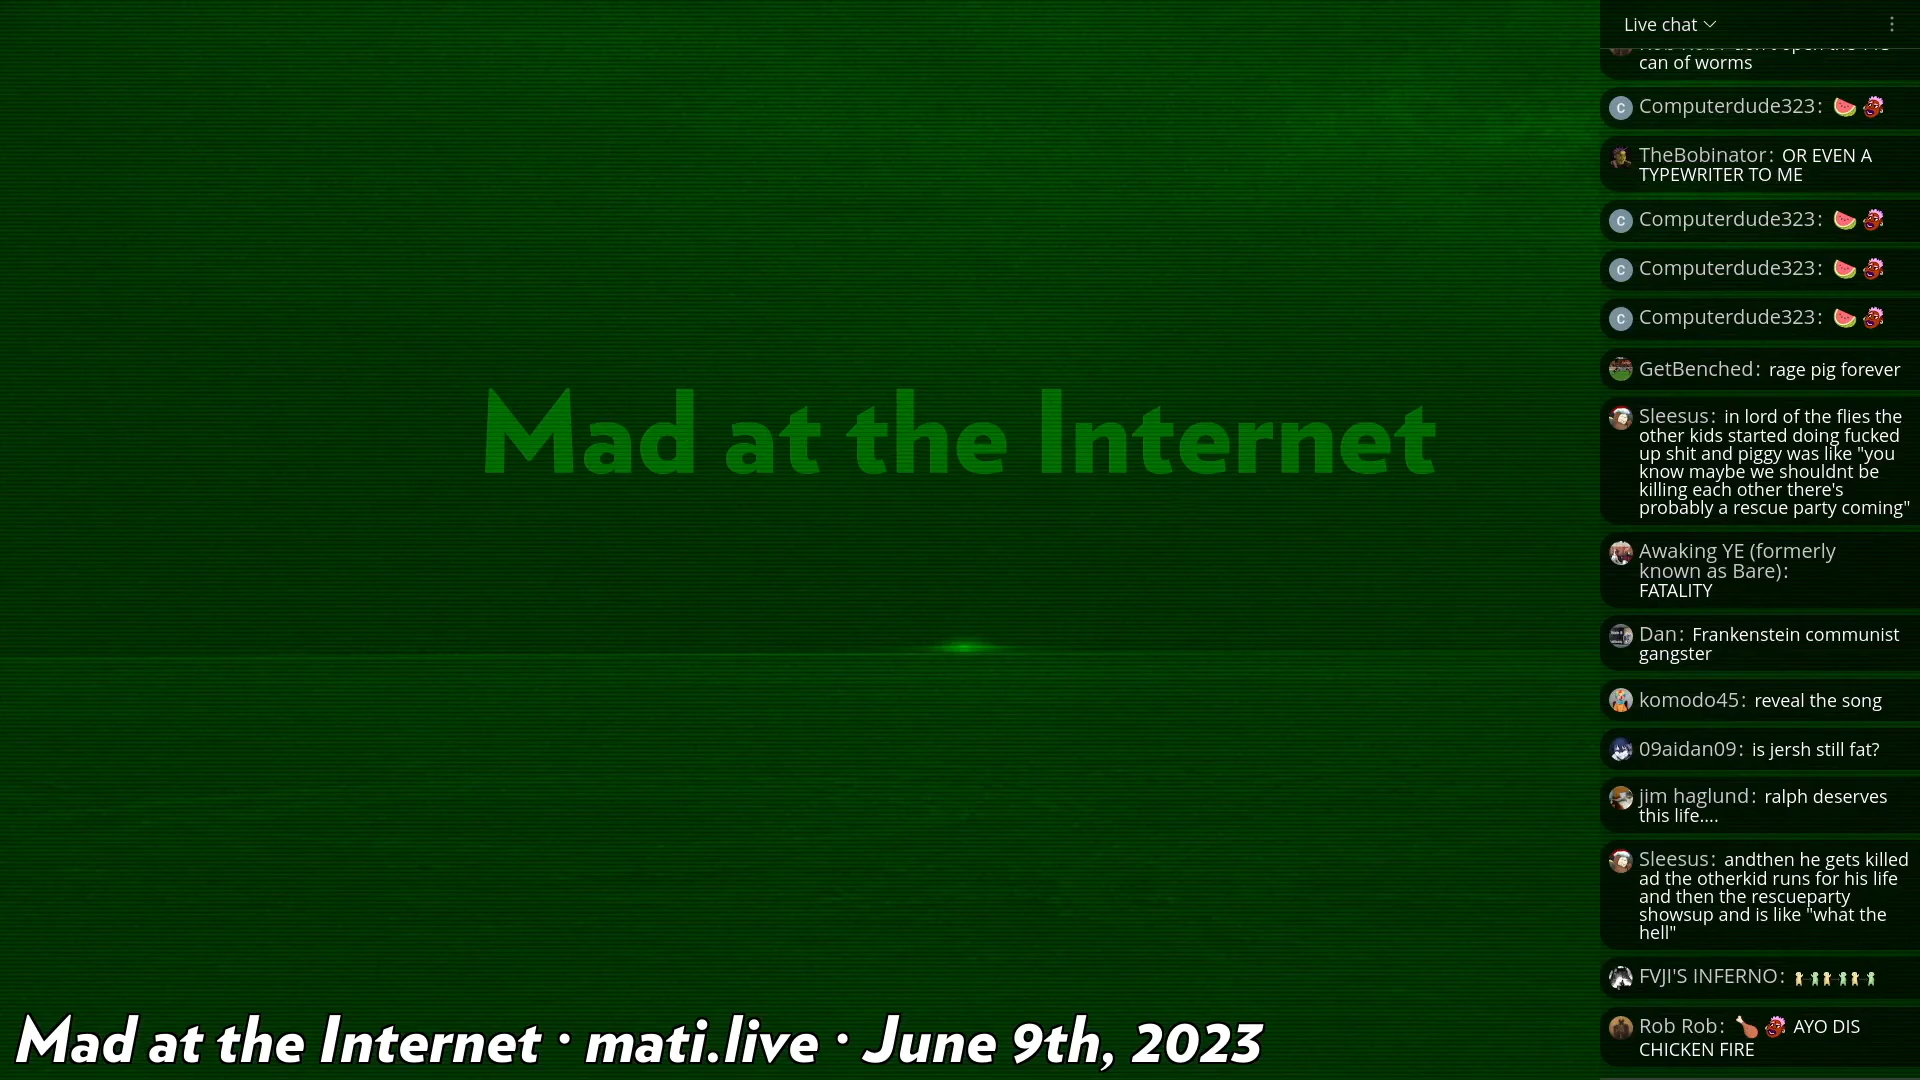 Live chat
can of worms
Computerdude323: 🍉
TheBobinator: OR EVEN A
TYPEWRITER TO ME
Computerdude323: 🍉
Computerdude323: 🍉
Computerdude323: 🍉
GetBenched: rage pig forever
Mad at the Internet
Sleesus: in lord of the flies the
other kids started doing fucked
up shit and piggy was like "you
know maybe we shouldnt be
killing each other there's
probably a rescue party coming"
Awaking YE (formerly
known as Bare):
FATALITY
Dan: Frankenstein communist
gangster
komodo45: reveal the song
09aidan09: is jersh still fat?
jim haglund: ralph deserves
this life....
Sleesus: andthen he gets killed
ad the otherkid runs for his life
and then the rescueparty
showsup and is like "what the
hell"
FVJI'S INFERNO:
Rob Rob: 🍗 AYO DIS
CHICKEN FIRE
Mad at the Internet · mati.live · June 9th, 2023